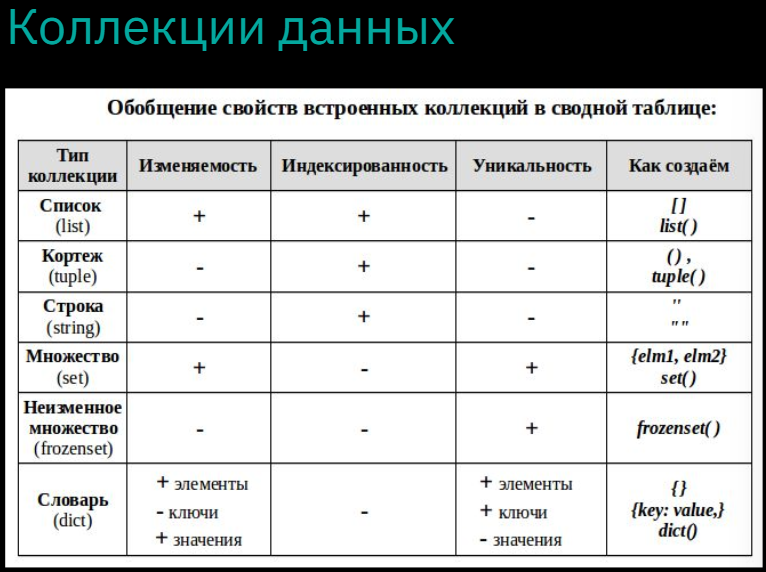 Коллекции данных
Обобщение свойств встроенных коллекций в сводной таблице:
Тип коллекции Изменяемость Индексированность Уникальность Как создаём
Список (list) + + - [ ] list( )
Кортеж (tuple) - + - ( ) , tuple( )
Строка (string) - + - '' ""
Множество (set) + - + {elm1, elm2} set( )
Неизменное множество (frozenset) - - + frozenset( )
Словарь (dict) + элементы - ключи + значения - + элементы + ключи - значения { } {key: value,} dict()